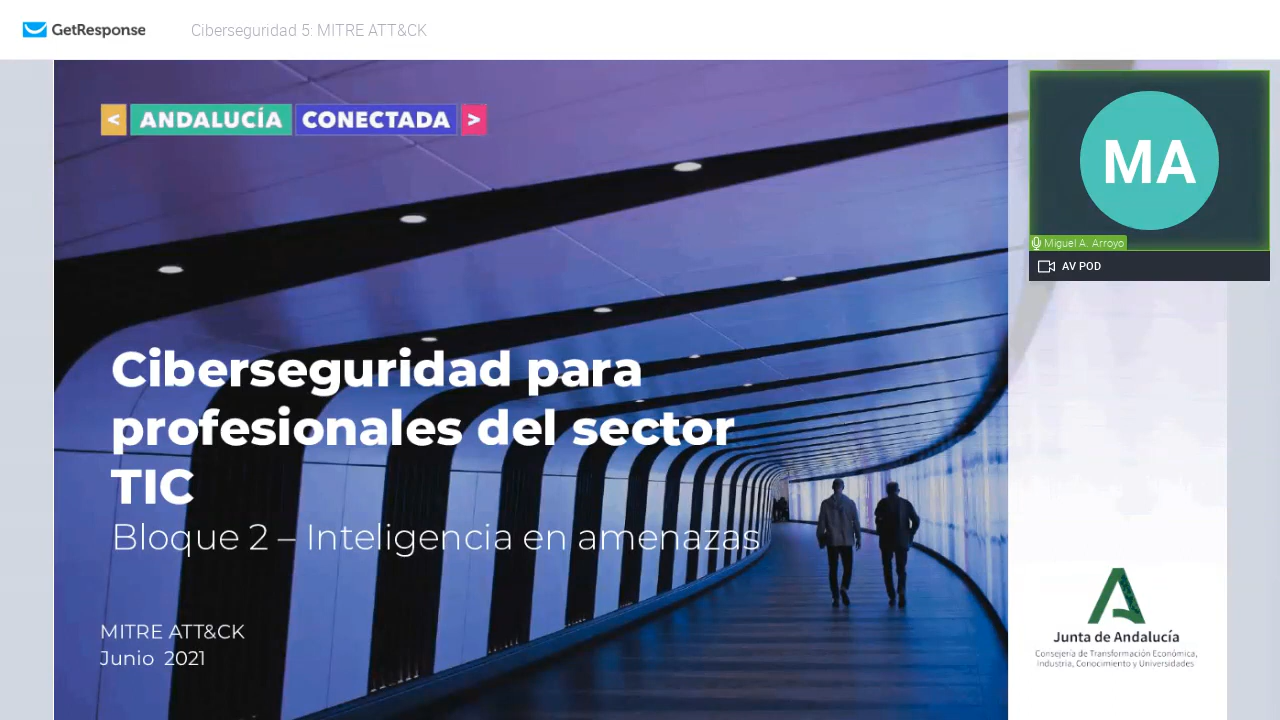 GetResponse
Ciberseguridad 5: MITRE ATT&CK
< ANDALUCÍA CONECTADA >
MA
Miguel A. Arroyo
AV POD
Ciberseguridad para
profesionales del sector
TIC
Bloque 2 – Inteligencia en amenazas
MITRE ATT&CK
Junio 2021
Junta de Andalucía
Consejería de Transformación Económica,
Industria, Conocimiento y Universidades